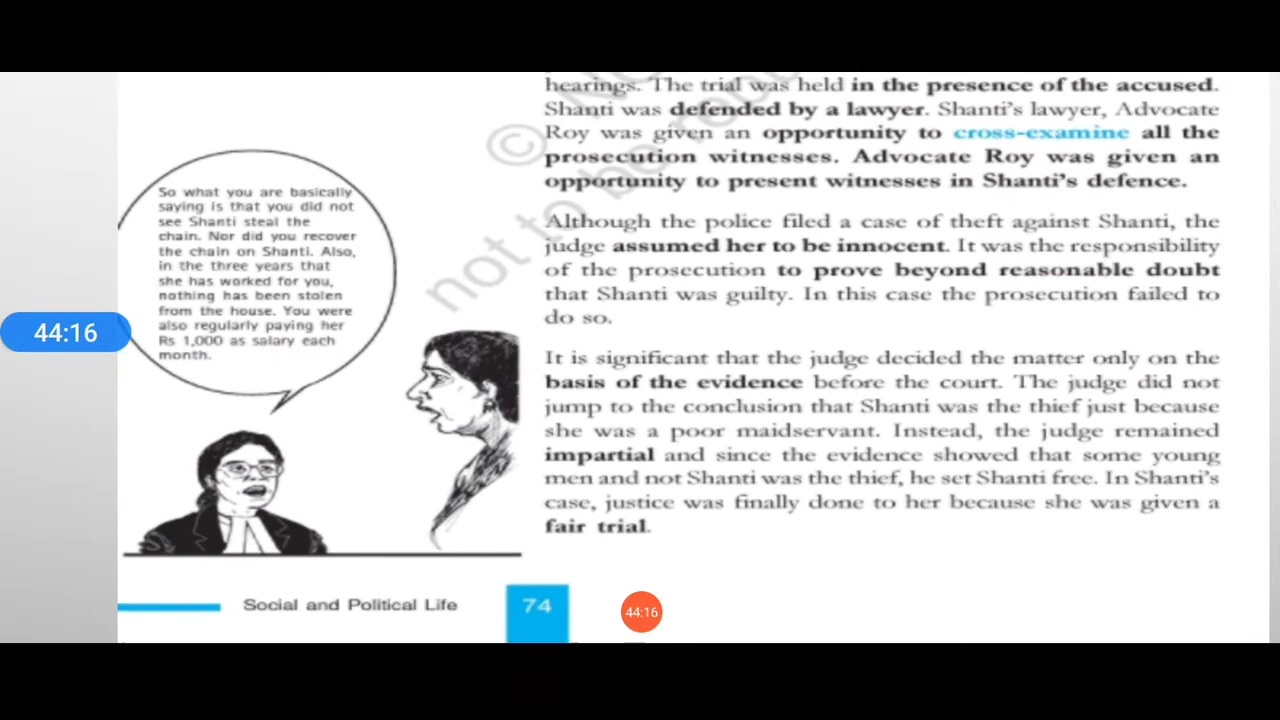 hearings. The trial was held in the presence of the accused.
Shanti was defended by a lawyer. Shanti's lawyer, Advocate
Roy was given an opportunity to cross-examine all the
prosecution witnesses. Advocate Roy was given an
opportunity to present witnesses in Shanti's defence.
Although the police filed a case of theft against Shanti, the
judge assumed her to be innocent. It was the responsibility
of the prosecution to prove beyond reasonable doubt
that Shanti was guilty. In this case the prosecution failed to
do so.
It is significant that the judge decided the matter only on the
basis of the evidence before the court. The judge did not
jump to the conclusion that Shanti was the thief just because
she was a poor maidservant. Instead, the judge remained
impartial and since the evidence showed that some young
men and not Shanti was the thief, he set Shanti free. In Shanti's
case, justice was finally done to her because she was given a
fair trial.
So what you are basically
saying is that you did not
see Shanti steal the
chain. Nor did you recover
the chain on Shanti. Also,
in the three years that
she has worked for you,
nothing has been stolen
from the house. You were
also regularly paying her
Rs 1,000 as salary each
month.
44:16
Social and Political Life
74
44:16
©
not to be